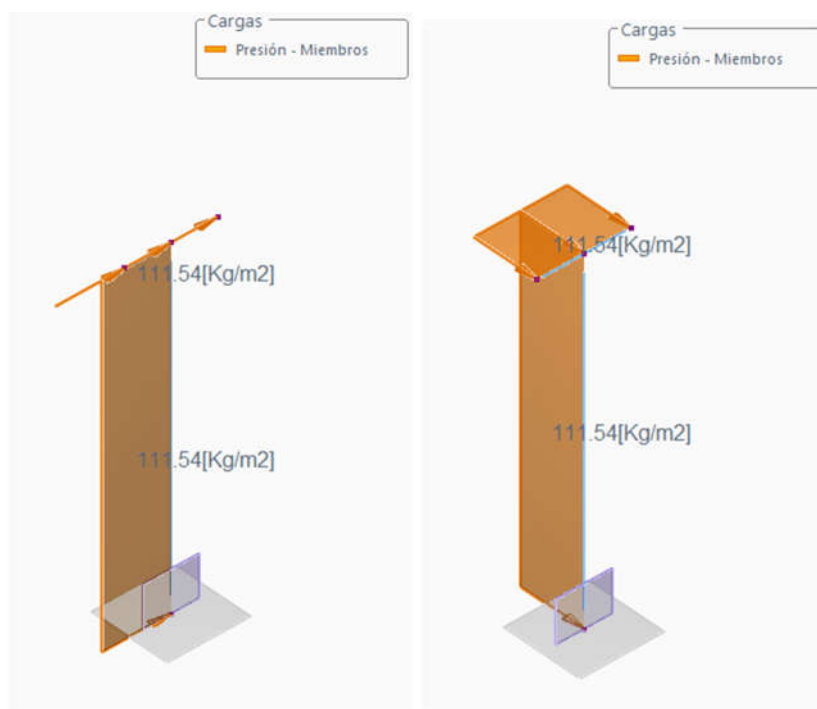 Cargas
Presión - Miembros
111.54[Kg/m2]
111.54[Kg/m2]
Cargas
Presión - Miembros
111.54[Kg/m2]
111.54[Kg/m2]